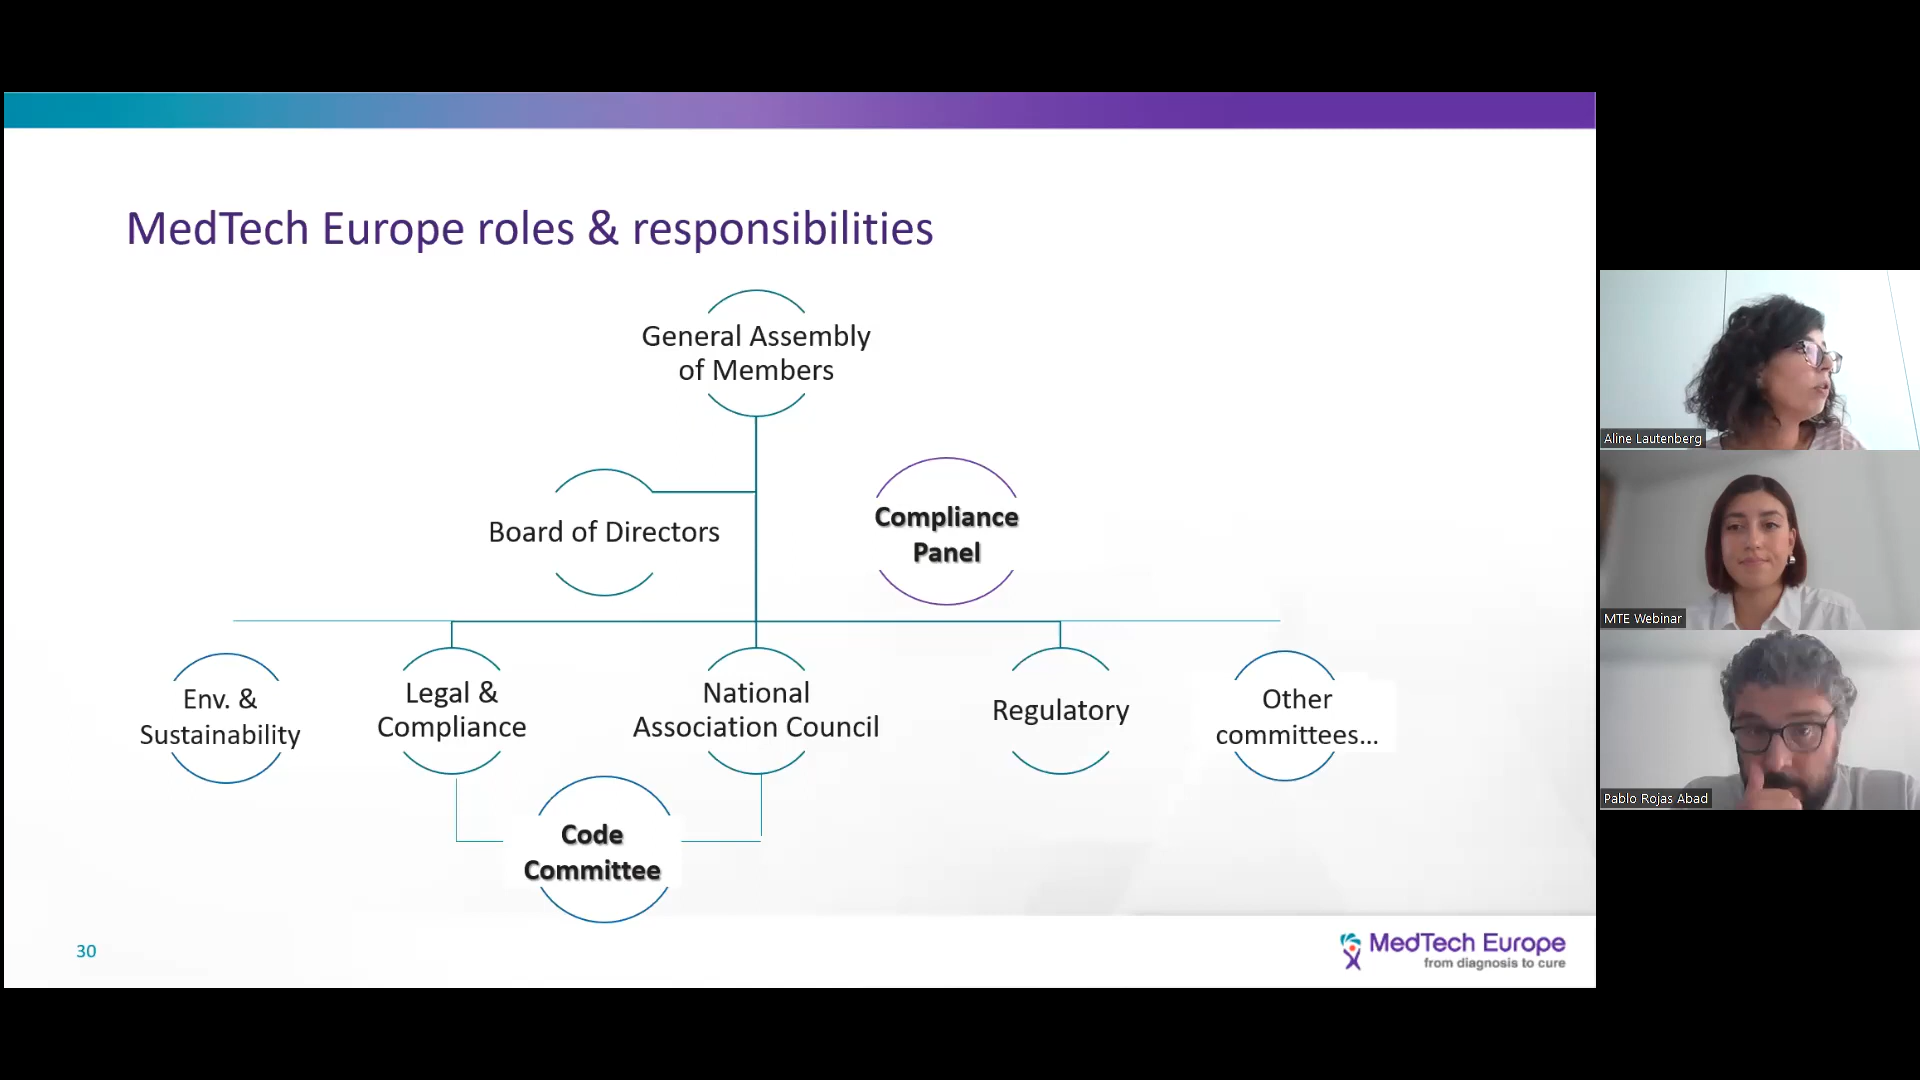 MedTech Europe roles & responsibilities
General Assembly
of Members
Board of Directors
Compliance
Panel
Env. &
Sustainability
Legal &
Compliance
National
Association Council
Regulatory
Other
committees...
Code
Committee
30
MedTech Europe
from diagnosis to cure
Aline Lautenberg
MTE Webinar
Pablo Rojas Abad